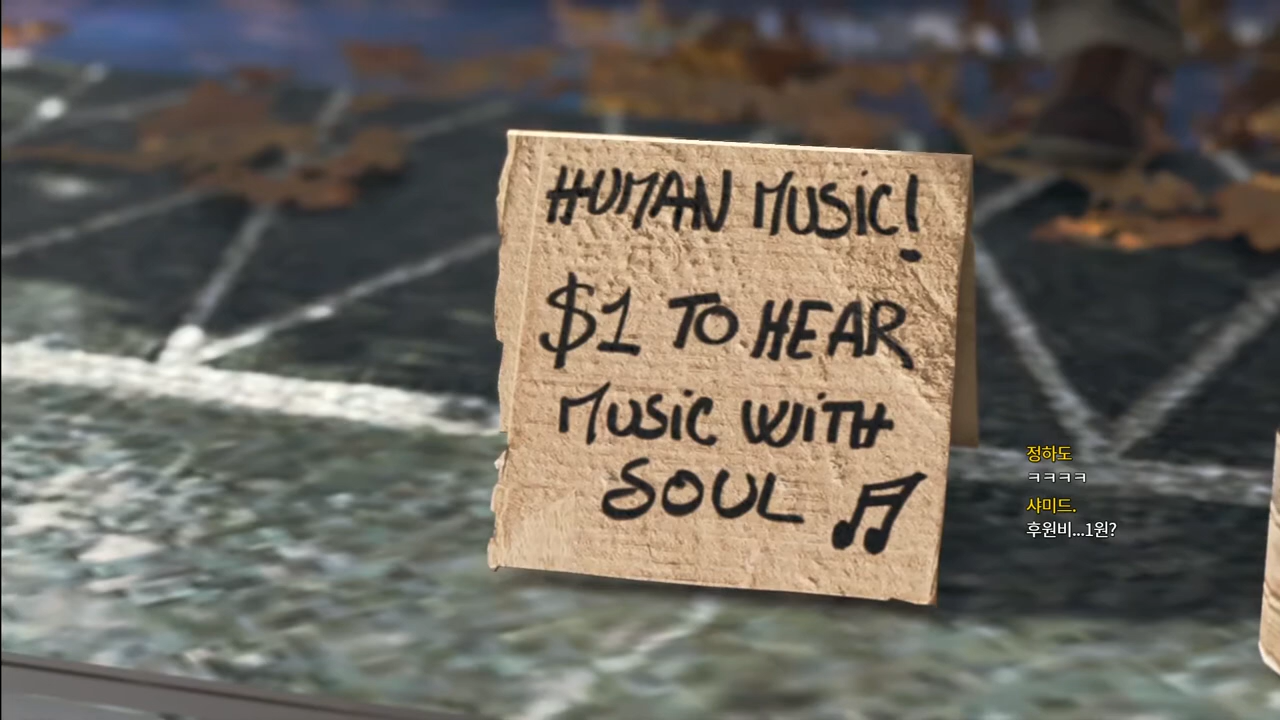 HUMAN MUSIC!
$1 TO HEAR
MUSIC WITH
SOUL
정하도
ㅋㅋㅋㅋ
샤미드.
후원비...1원?